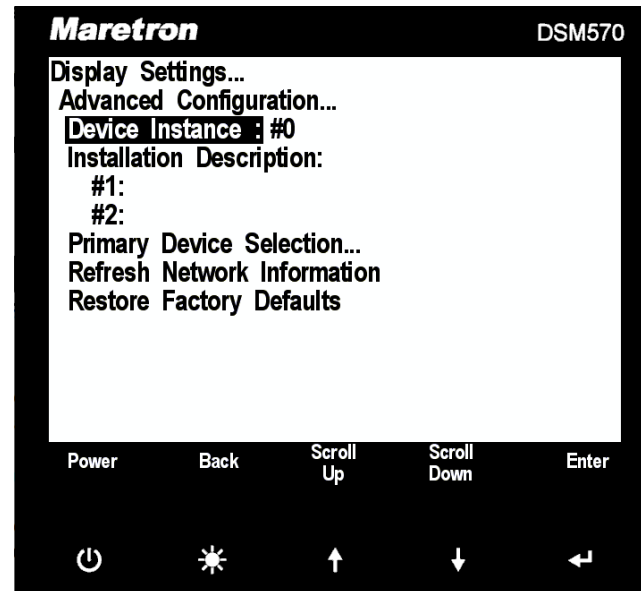 Maretron DSM570
Display Settings...
Advanced Configuration...
Device Instance : #0
Installation Description:
#1:
#2:
Primary Device Selection...
Refresh Network Information
Restore Factory Defaults
Power Back Scroll Up Scroll Down Enter